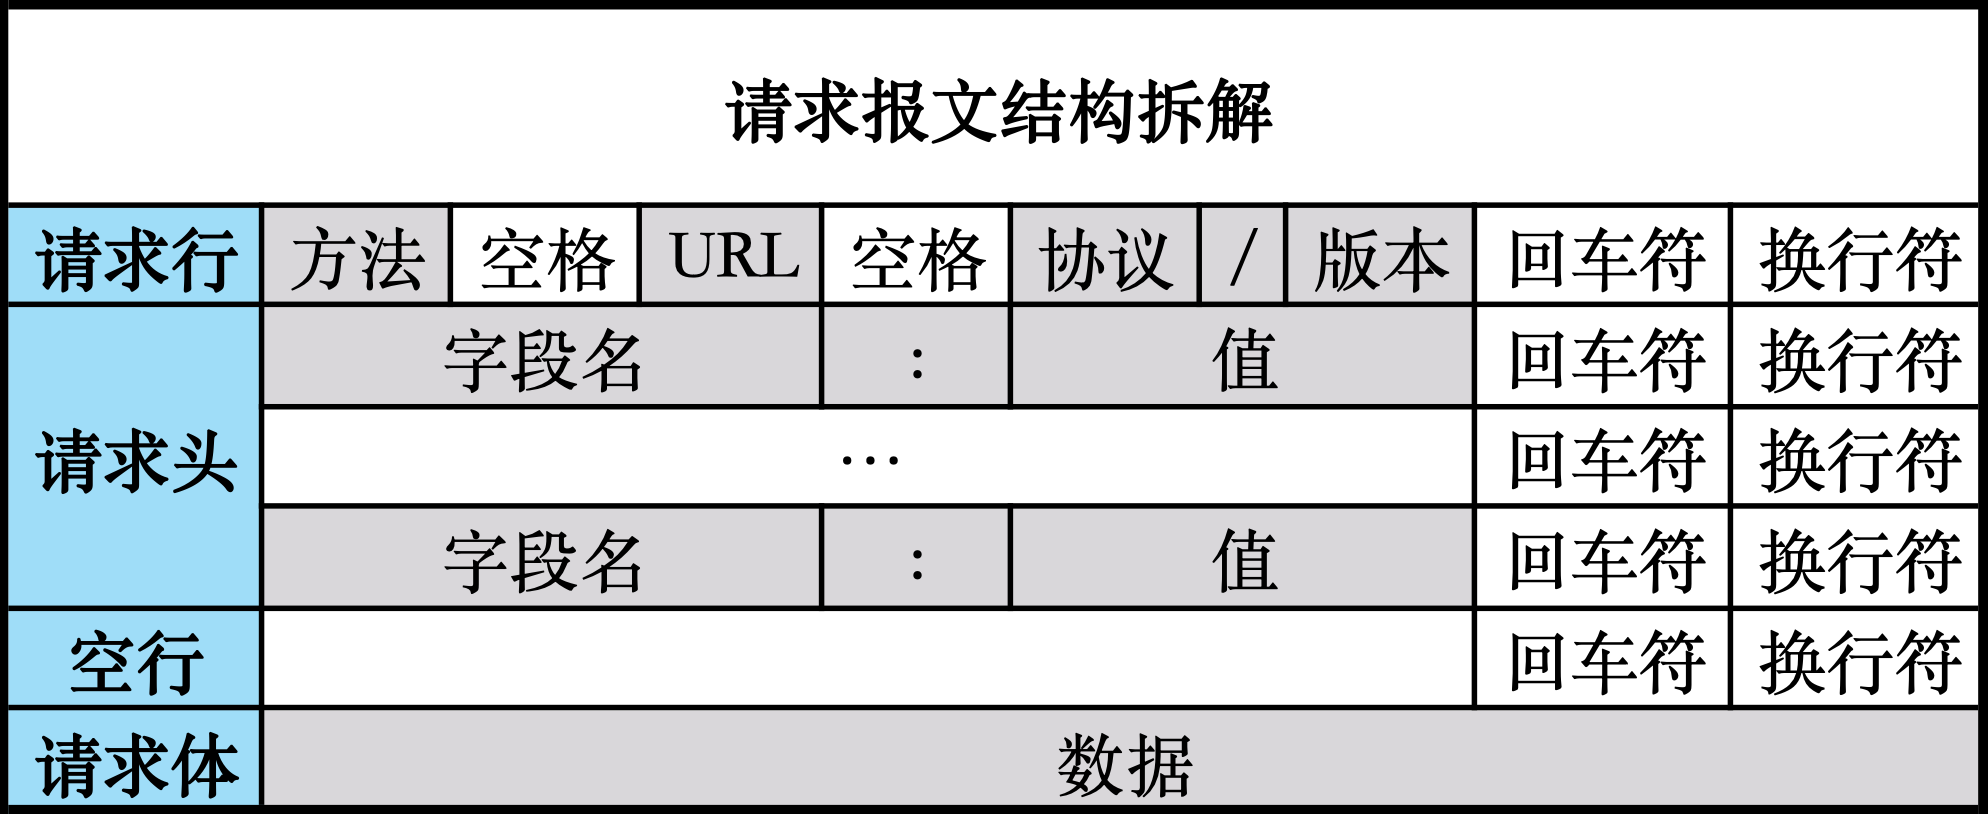 请求报文结构拆解
请求行 方法 空格 URL 空格 协议 / 版本 回车符 换行符
请求头 字段名 : 值 回车符 换行符
… 回车符 换行符
字段名 : 值 回车符 换行符
空行 回车符 换行符
请求体 数据